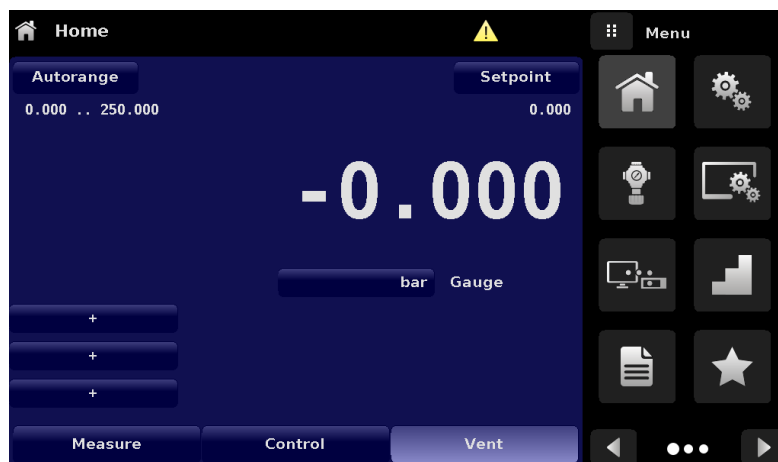 Home
Menu
Autorange
Setpoint
0.000 .. 250.000
0.000
-0.000
bar Gauge
+
+
+
Measure
Control
Vent